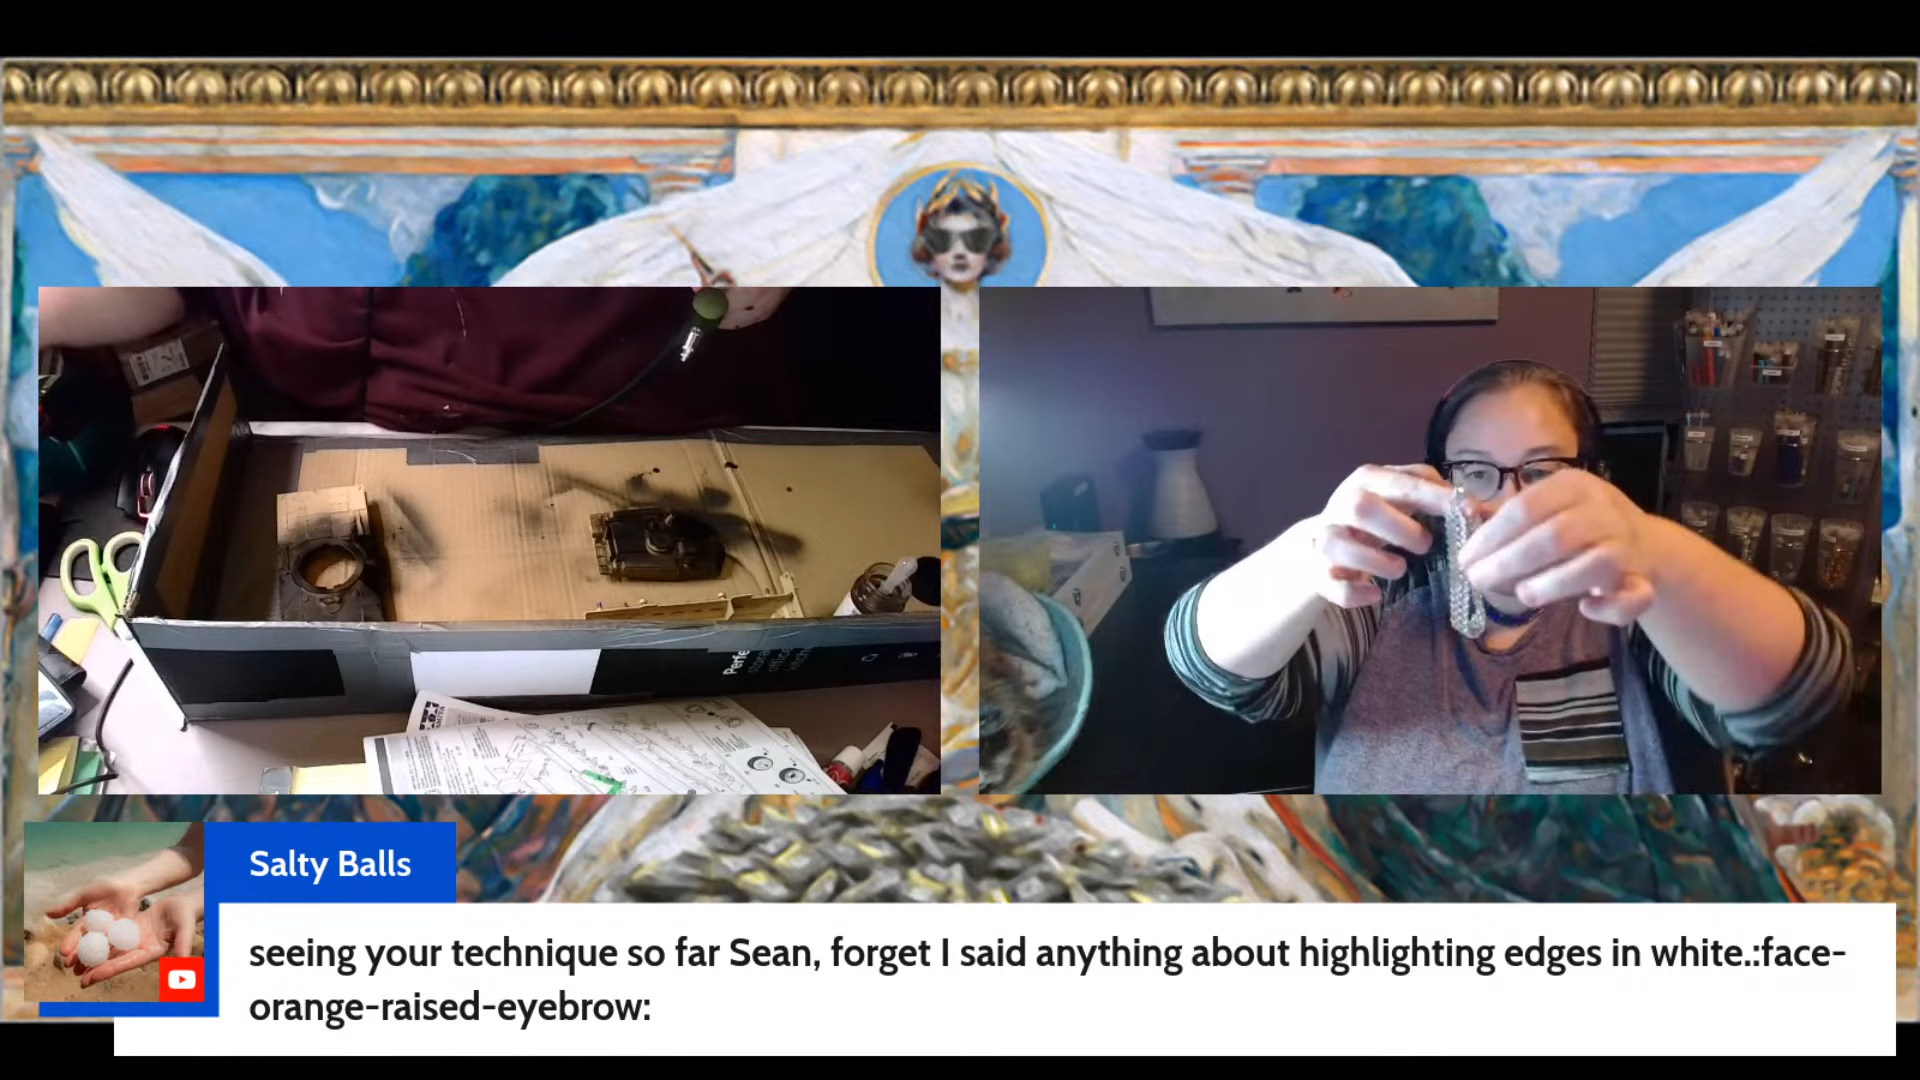 Perfe
Salty Balls
seeing your technique so far Sean, forget I said anything about highlighting edges in white.:face-
orange-raised-eyebrow: